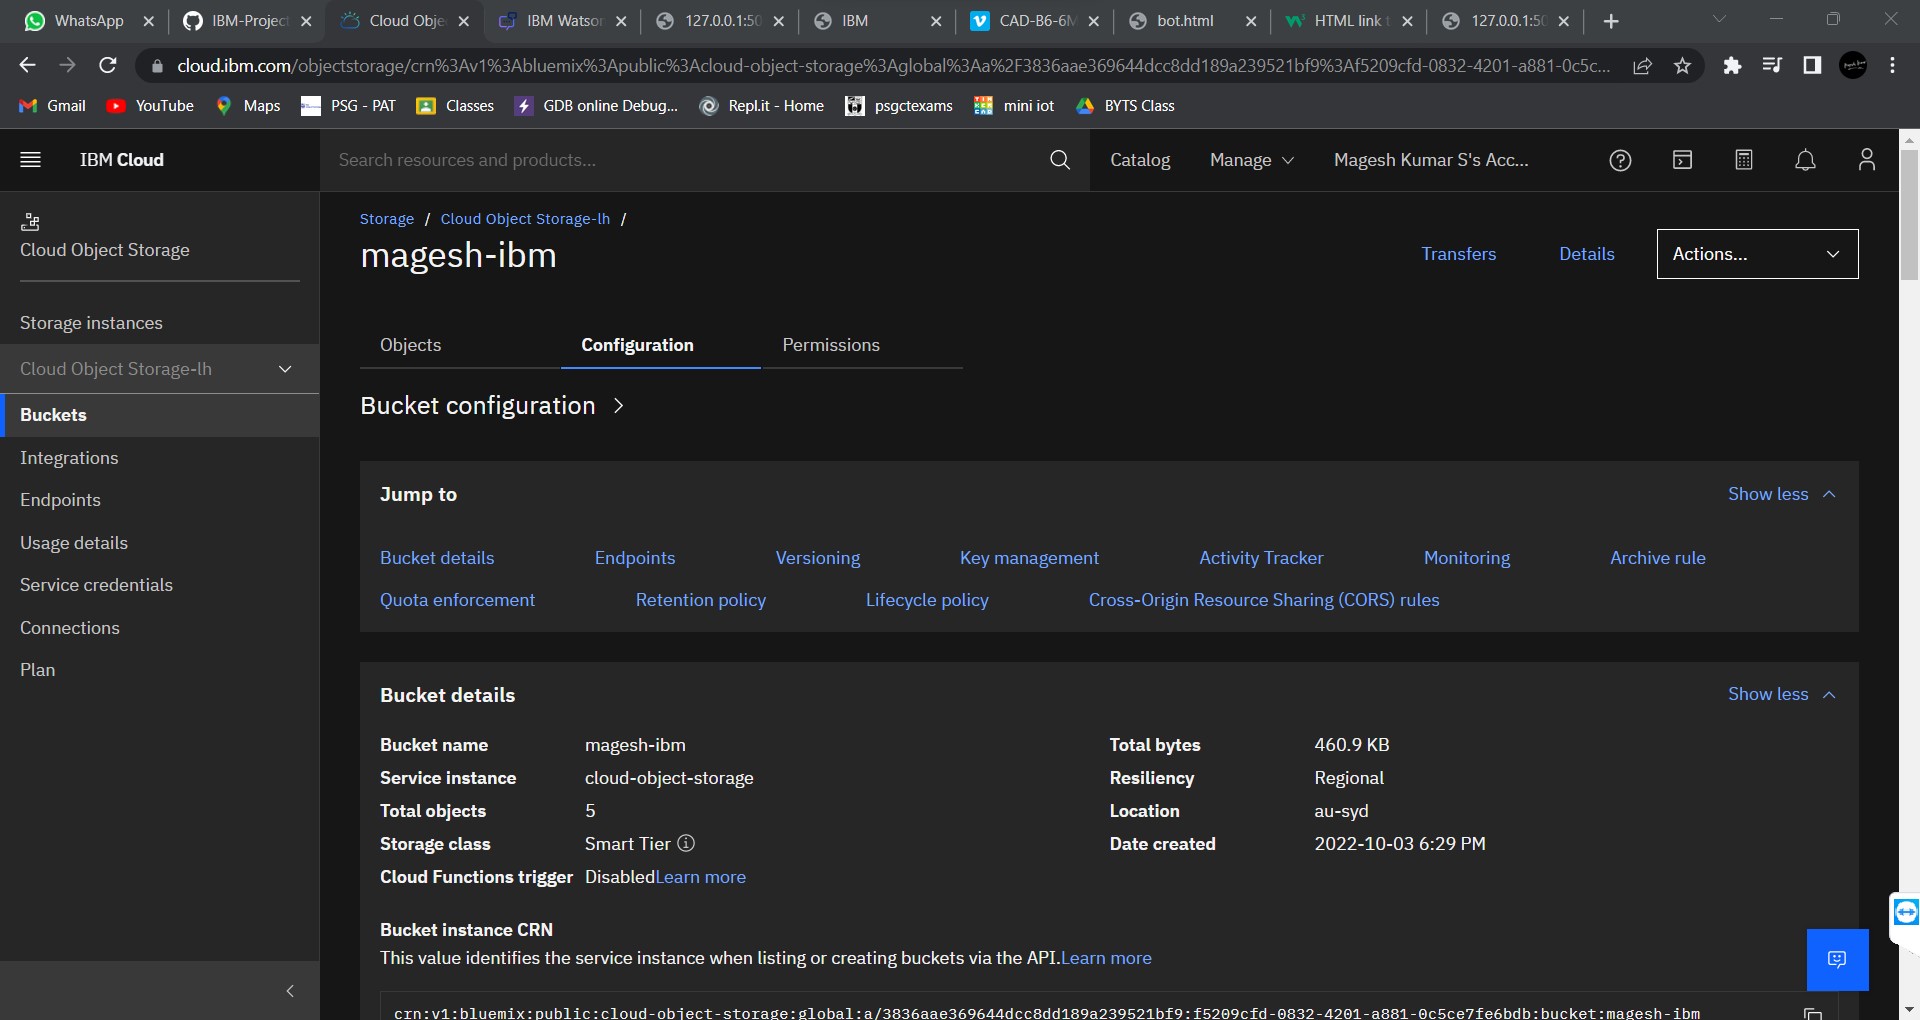 WhatsApp
IBM-Project
Cloud Obje
IBM Watson
127.0.0.1:50
IBM
CAD-B6-6M
bot.html
HTML link t
127.0.0.1:50
cloud.ibm.com/objectstorage/crn%3Av1%3Abluemix%3Apublic%3Acloud-object-storage%3Aglobal%3Aa%2F3836aae369644dcc8dd189a239521bf9%3Af5209cfd-0832-4201-a881-0c5c...
Gmail
YouTube
Maps
PSG - PAT
Classes
GDB online Debug...
Repl.it - Home
psgctexams
mini iot
BYTS Class
IBM Cloud
Search resources and products...
Catalog
Manage
Magesh Kumar S's Acc...
Cloud Object Storage
Storage instances
Cloud Object Storage-lh
Buckets
Integrations
Endpoints
Usage details
Service credentials
Connections
Plan
Storage / Cloud Object Storage-lh /
magesh-ibm
Transfers
Details
Actions...
Objects
Configuration
Permissions
Bucket configuration
Jump to
Show less
Bucket details
Endpoints
Versioning
Key management
Activity Tracker
Monitoring
Archive rule
Quota enforcement
Retention policy
Lifecycle policy
Cross-Origin Resource Sharing (CORS) rules
Bucket details
Show less
Bucket name magesh-ibm
Service instance cloud-object-storage
Total objects 5
Storage class Smart Tier
Cloud Functions trigger DisabledLearn more
Total bytes 460.9 KB
Resiliency Regional
Location au-syd
Date created 2022-10-03 6:29 PM
Bucket instance CRN
This value identifies the service instance when listing or creating buckets via the API.Learn more
crn:v1:bluemix:public:cloud-object-storage:global:a/3836aae369644dcc8dd189a239521bf9:f5209cfd-0832-4201-a881-0c5ce7fe6bdb:bucket:magesh-ibm